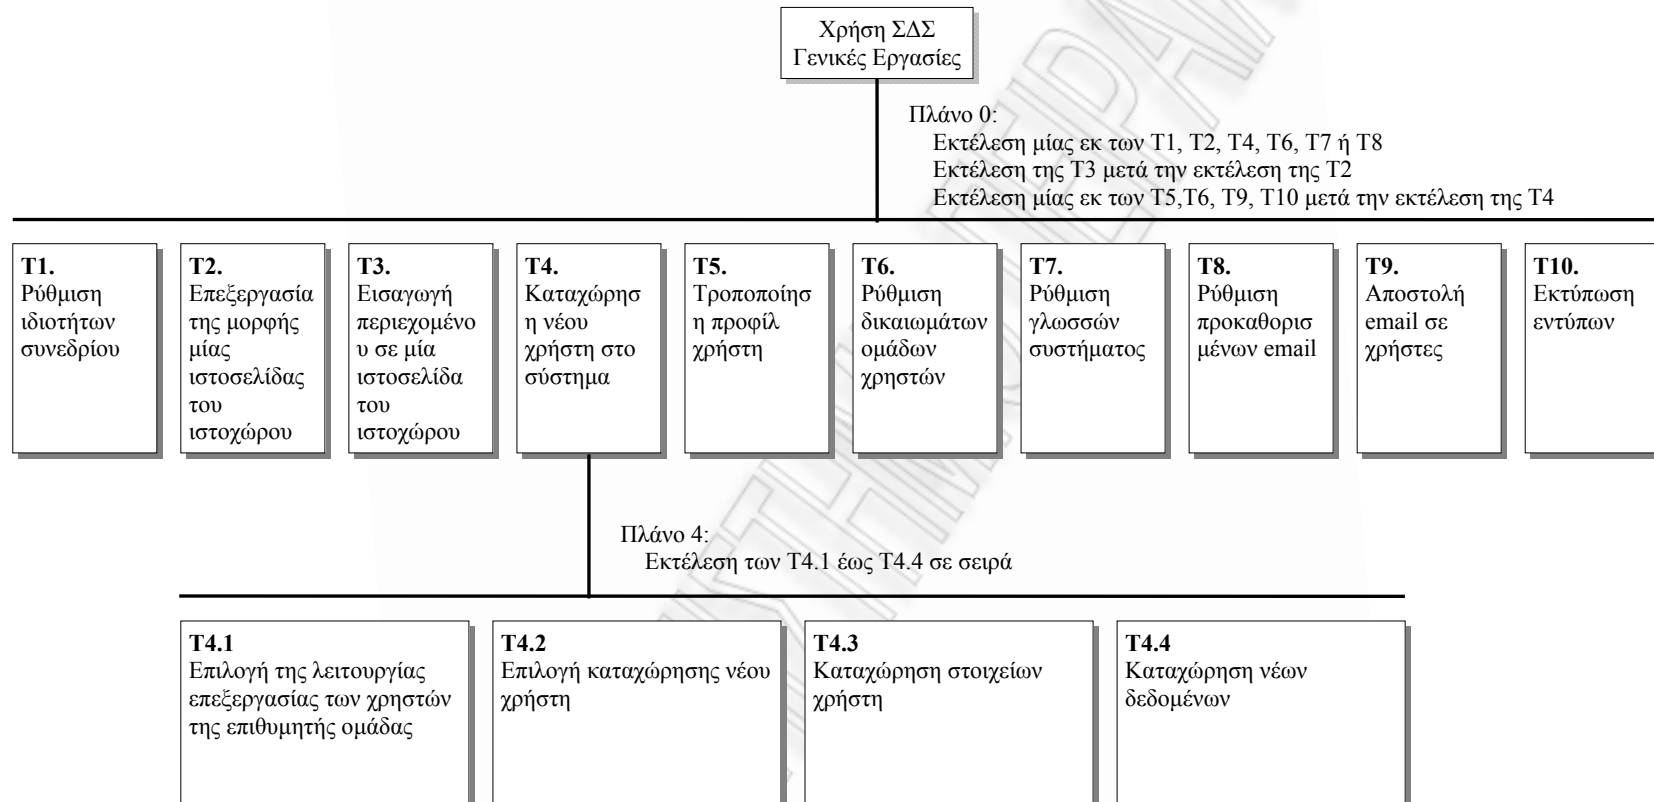 Χρήση ΣΔΣ
Γενικές Εργασίες
Πλάνο 0:
Εκτέλεση μίας εκ των Τ1, Τ2, Τ4, Τ6, Τ7 ή Τ8
Εκτέλεση της Τ3 μετά την εκτέλεση της Τ2
Εκτέλεση μίας εκ των Τ5,Τ6, Τ9, Τ10 μετά την εκτέλεση της Τ4
Τ1.
Ρύθμιση
ιδιοτήτων
συνεδρίου
Τ2.
Επεξεργασία
της μορφής
μίας
ιστοσελίδας
του
ιστοχώρου
Τ3.
Εισαγωγή
περιεχομένο
υ σε μία
ιστοσελίδα
του
ιστοχώρου
Τ4.
Καταχώρησ
η νέου
χρήστη στο
σύστημα
Τ5.
Τροποποίησ
η προφίλ
χρήστη
Τ6.
Ρύθμιση
δικαιωμάτων
ομάδων
χρηστών
Τ7.
Ρύθμιση
γλωσσών
συστήματος
Τ8.
Ρύθμιση
προκαθορισ
μένων email
Τ9.
Αποστολή
email σε
χρήστες
Τ10.
Εκτύπωση
εντύπων
Πλάνο 4:
Εκτέλεση των Τ4.1 έως Τ4.4 σε σειρά
Τ4.1
Επιλογή της λειτουργίας
επεξεργασίας των χρηστών
της επιθυμητής ομάδας
Τ4.2
Επιλογή καταχώρησης νέου
χρήστη
Τ4.3
Καταχώρηση στοιχείων
χρήστη
Τ4.4
Καταχώρηση νέων
δεδομένων